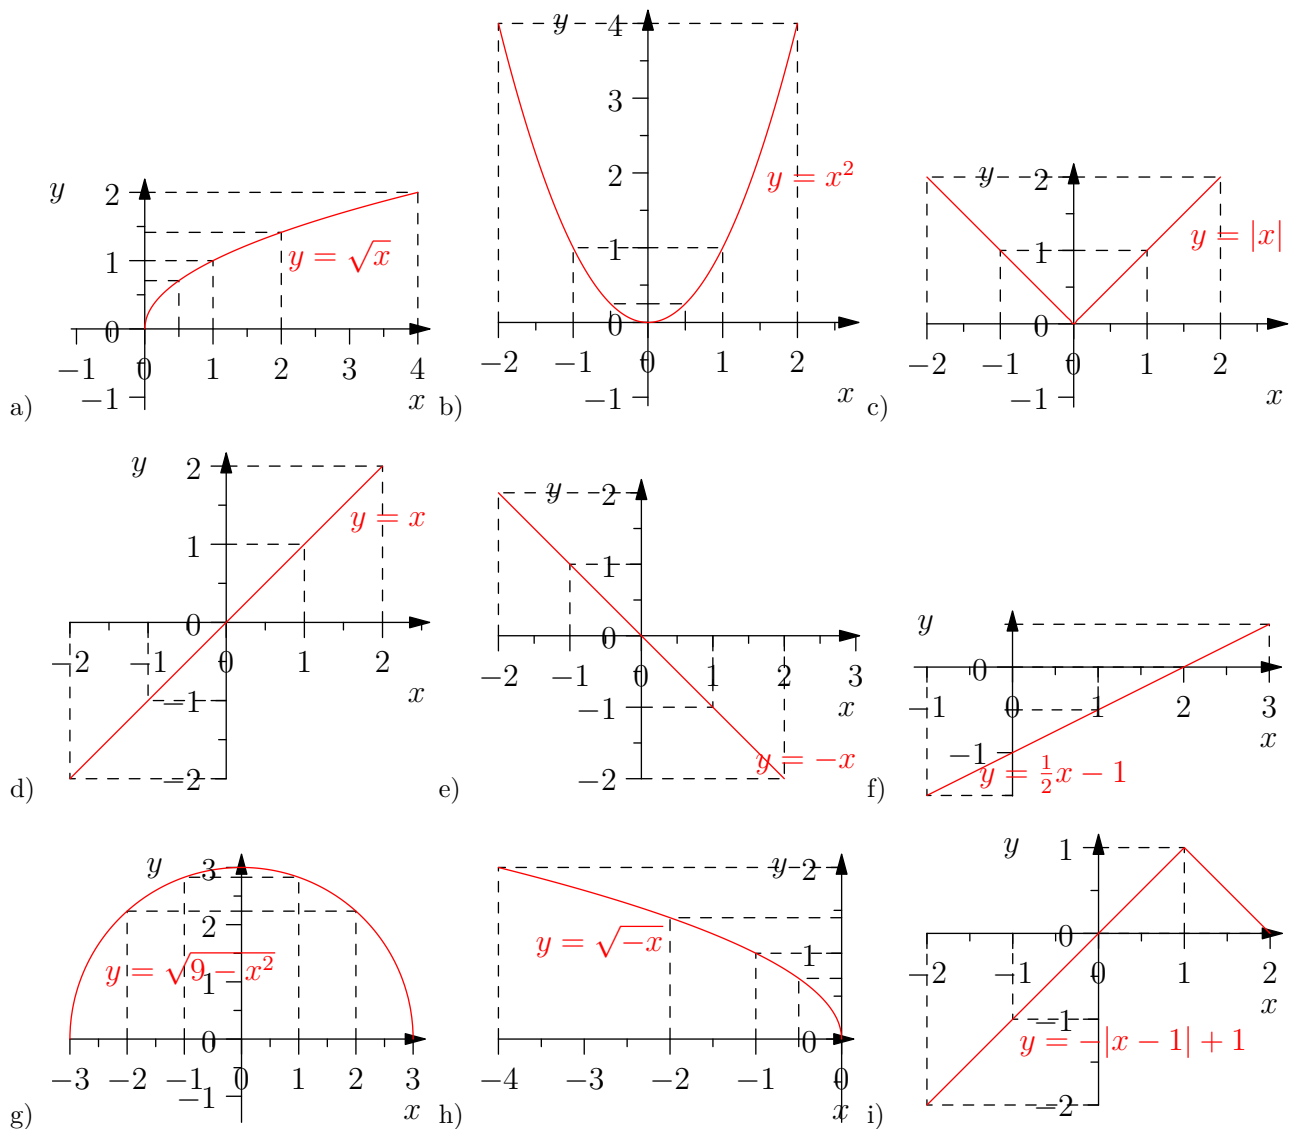 y
2
1
0
−1
−1 0 1 2 3 4
x
y = √x
a)
y
4
3
2
1
0
−1
−2 −1 0 1 2
x
y = x²
b)
y
2
1
0
−1
−2 −1 0 1 2
x
y = |x|
c)
y
2
1
0
−1
−2
−2 −1 0 1 2
x
y = x
d)
y
2
1
0
−1
−2
−2 −1 0 1 2 3
x
y = −x
e)
y
0
−1
−1 0 1 2 3
x
y = ½x − 1
f)
y
3
2
1
0
−1
−3 −2 −1 0 1 2 3
x
y = √(9 − x²)
g)
y
2
1
0
−4 −3 −2 −1 0
x
y = √−x
h)
y
1
0
−1
−2
−2 −1 0 1 2
x
y = −|x − 1| + 1
i)